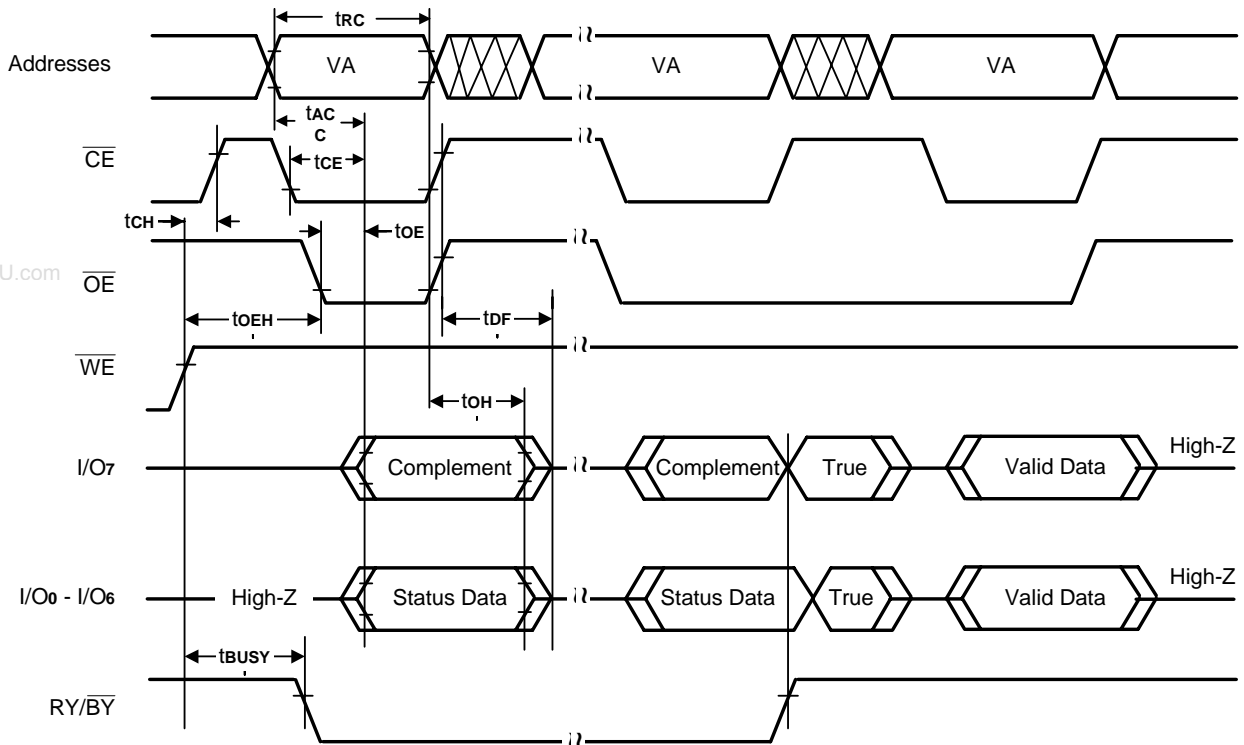 tRC
Addresses VA VA VA
tAC
C
CE
tCE
tCH
tOE
U.com
OE
tOEH
tDF
WE
tOH
I/O7 Complement Complement True Valid Data High-Z
I/O0 - I/O6 High-Z Status Data Status Data True Valid Data High-Z
tBUSY
RY/BY